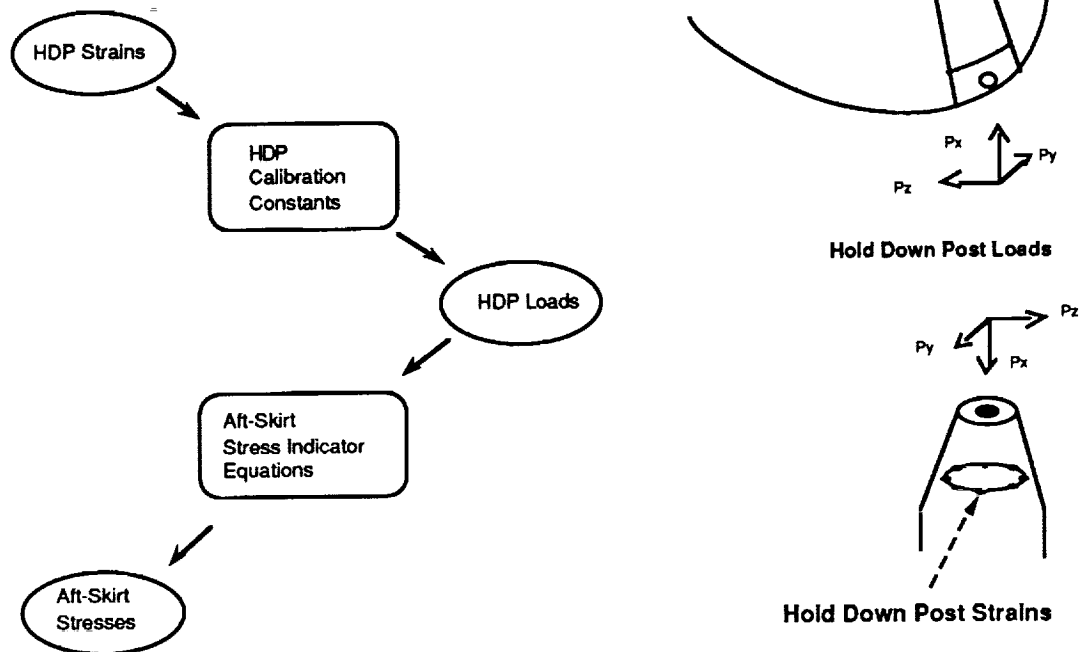 HDP Strains
HDP
Calibration
Constants
HDP Loads
Aft-Skirt
Stress Indicator
Equations
Aft-Skirt
Stresses
Px
Py
Pz
Hold Down Post Loads
Pz
Py
Px
Hold Down Post Strains